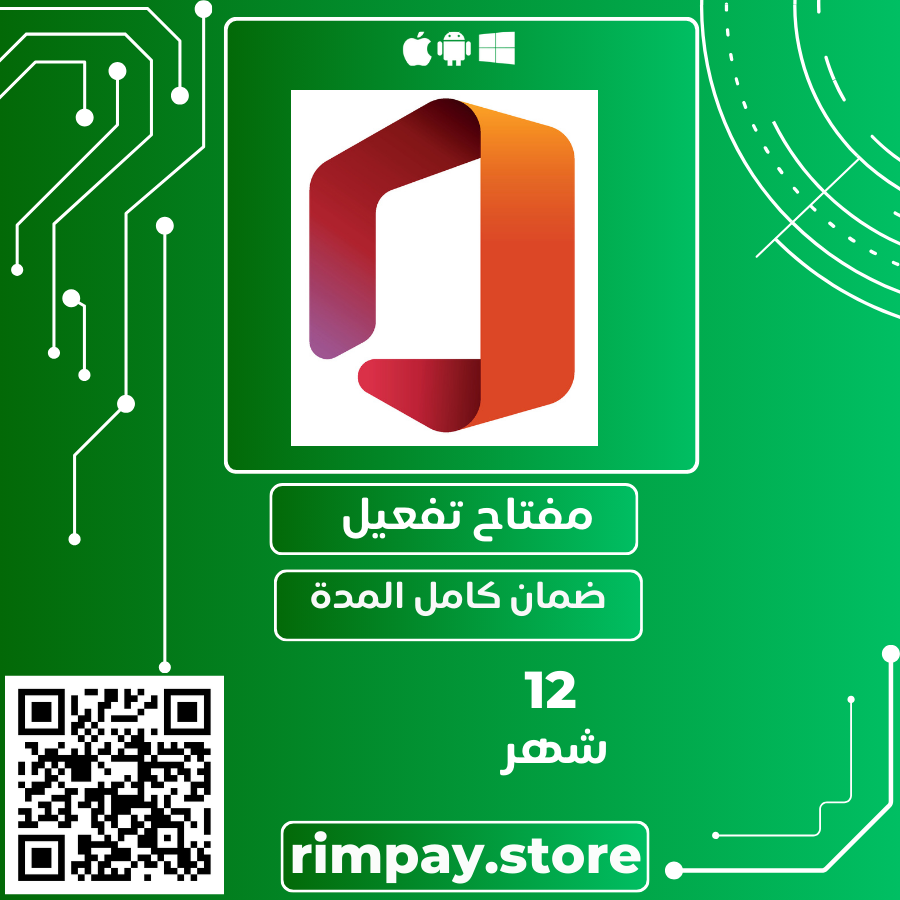 مفتاح تفعيل
ضمان كامل المدة
12
شهر
rimpay.store